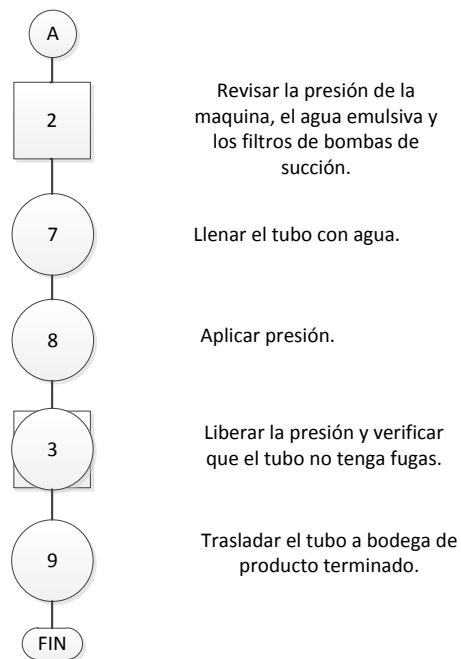 A
2
Revisar la presión de la
maquina, el agua emulsiva y
los filtros de bombas de
succión.
7
Llenar el tubo con agua.
8
Aplicar presión.
3
Liberar la presión y verificar
que el tubo no tenga fugas.
9
Trasladar el tubo a bodega de
producto terminado.
FIN